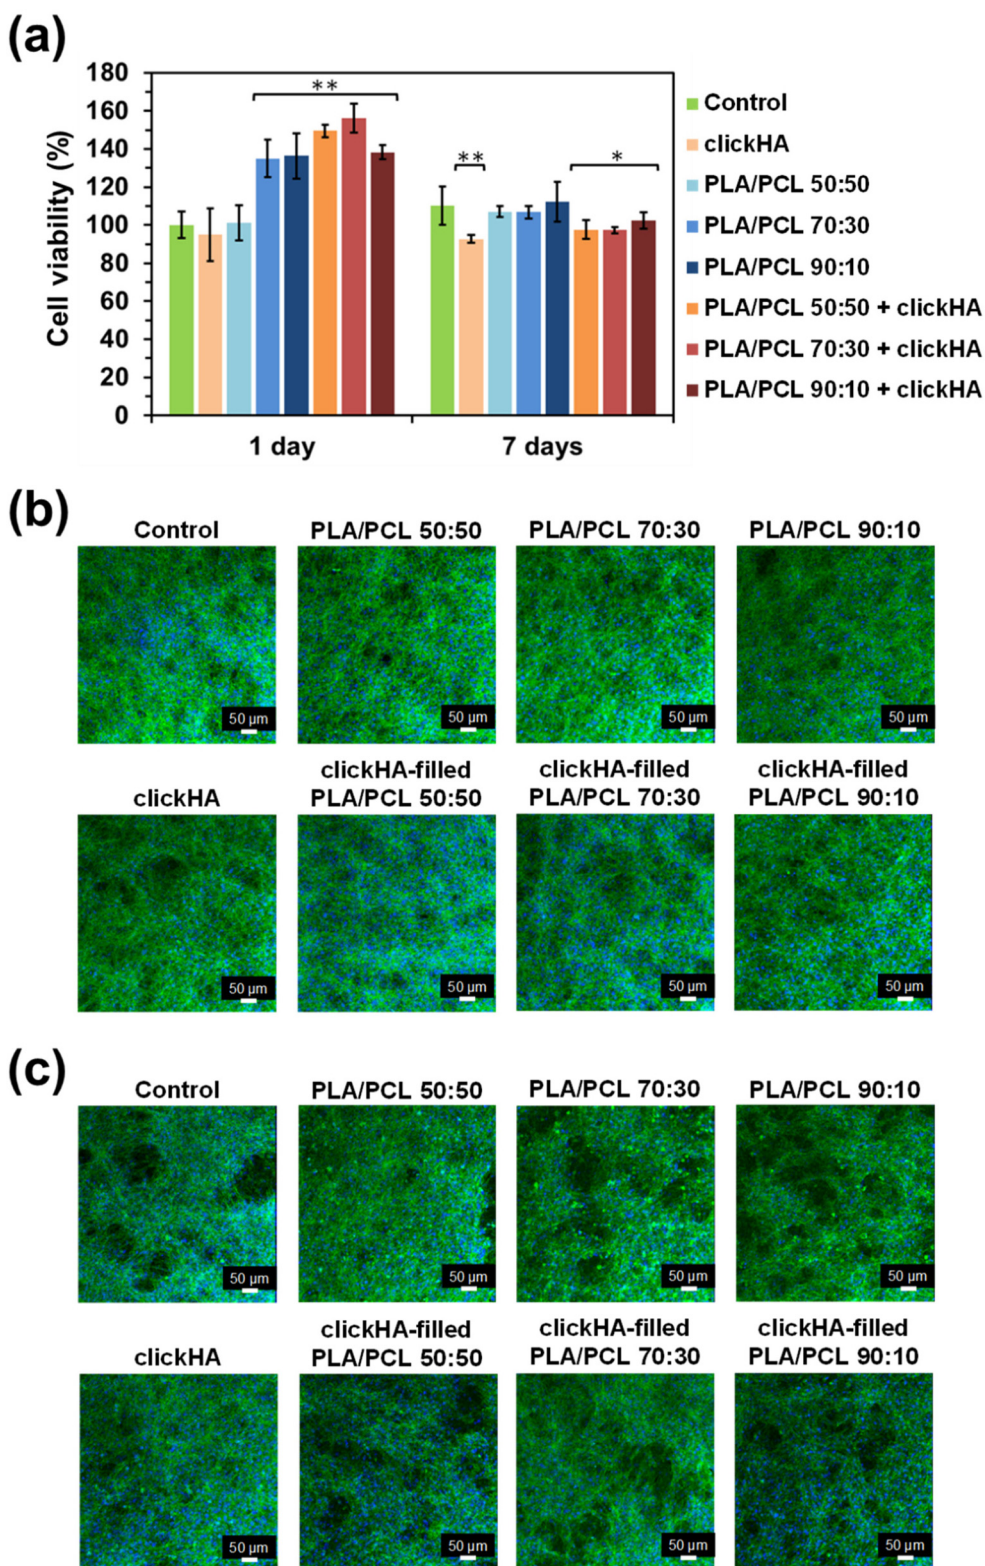 (a)
Cell viability (%)
180
160
140
120
100
80
60
40
20
0
**
**
*
1 day
7 days
Control
clickHA
PLA/PCL 50:50
PLA/PCL 70:30
PLA/PCL 90:10
PLA/PCL 50:50 + clickHA
PLA/PCL 70:30 + clickHA
PLA/PCL 90:10 + clickHA
(b)
Control
PLA/PCL 50:50
PLA/PCL 70:30
PLA/PCL 90:10
50 µm
50 µm
50 µm
50 µm
clickHA
clickHA-filled
PLA/PCL 50:50
clickHA-filled
PLA/PCL 70:30
clickHA-filled
PLA/PCL 90:10
50 µm
50 µm
50 µm
50 µm
(c)
Control
PLA/PCL 50:50
PLA/PCL 70:30
PLA/PCL 90:10
50 µm
50 µm
50 µm
50 µm
clickHA
clickHA-filled
PLA/PCL 50:50
clickHA-filled
PLA/PCL 70:30
clickHA-filled
PLA/PCL 90:10
50 µm
50 µm
50 µm
50 µm